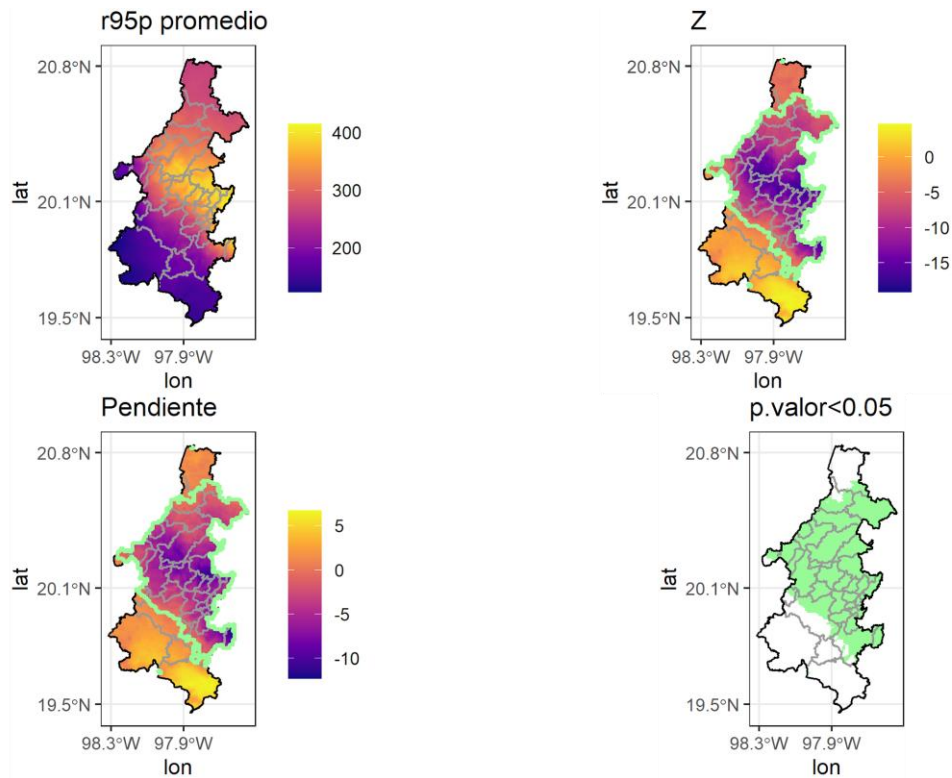 r95p promedio
20.8°N
20.1°N
19.5°N
lat
98.3°W 97.9°W
lon
400
300
200
Z
20.8°N
20.1°N
19.5°N
lat
98.3°W 97.9°W
lon
0
-5
-10
-15
Pendiente
20.8°N
20.1°N
19.5°N
lat
98.3°W 97.9°W
lon
5
0
-5
-10
p.valor<0.05
20.8°N
20.1°N
19.5°N
lat
98.3°W 97.9°W
lon